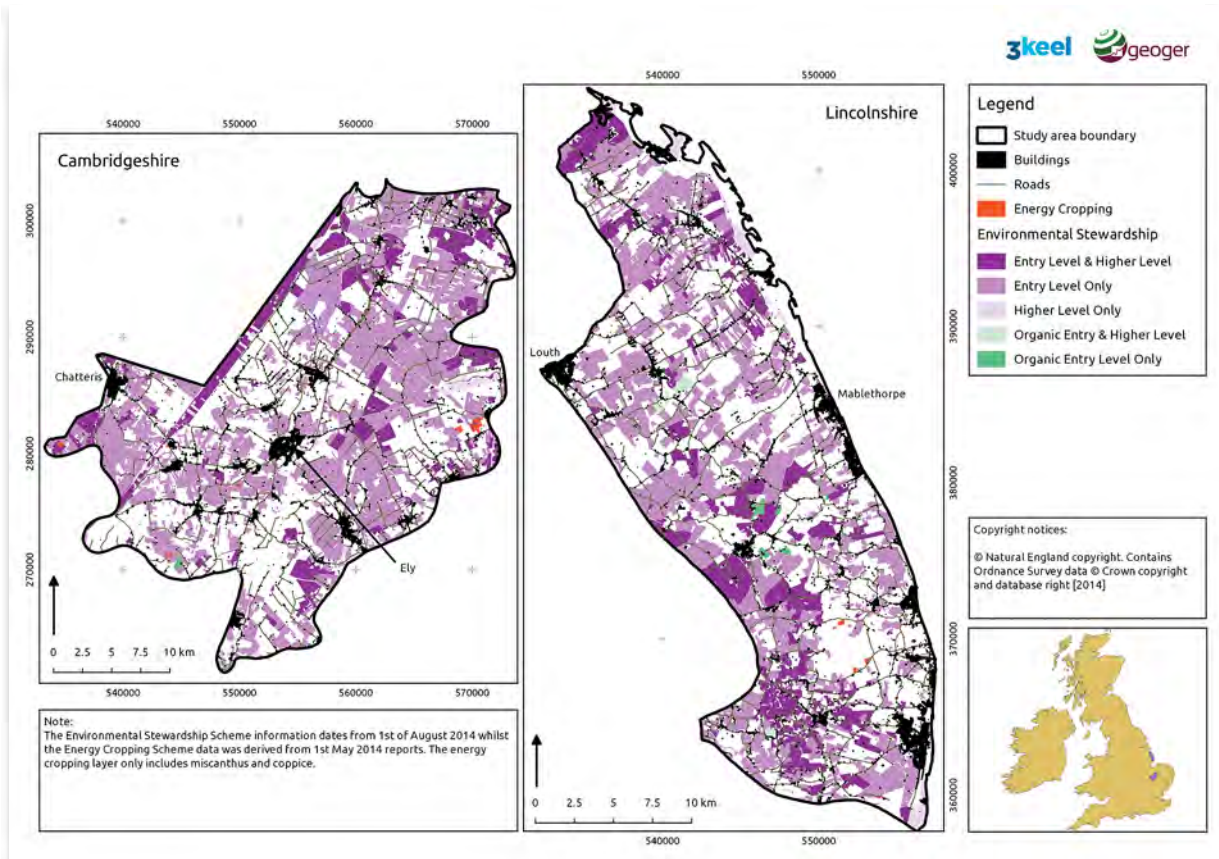 3keel
geoger
540000
550000
Lincolnshire
540000
550000
560000
570000
Cambridgeshire
300000
290000
280000
270000
Chatteris
Ely
0
2.5
5
7.5
10 km
540000
550000
560000
570000
Louth
Mablethorpe
400000
390000
380000
370000
360000
0
2.5
5
7.5
10 km
540000
550000
Note:
The Environmental Stewardship Scheme information dates from 1st of August 2014 whilst
the Energy Cropping Scheme data was derived from 1st May 2014 reports. The energy
cropping layer only includes miscanthus and coppice.
Legend
Study area boundary
Buildings
Roads
Energy Cropping
Environmental Stewardship
Entry Level & Higher Level
Entry Level Only
Higher Level Only
Organic Entry & Higher Level
Organic Entry Level Only
Copyright notices:
© Natural England copyright. Contains
Ordnance Survey data © Crown copyright
and database right [2014]